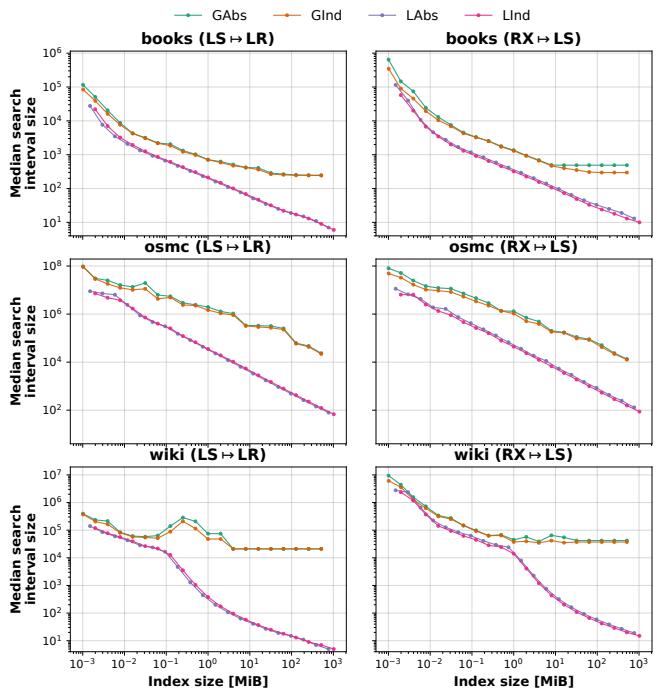 GAbs GInd LAbs LInd
books (LS ↦ LR)
books (RX ↦ LS)
10⁶
10⁵
10⁴
10³
10²
10¹
Median search
interval size
osmc (LS ↦ LR)
osmc (RX ↦ LS)
10⁸
10⁶
10⁴
10²
Median search
interval size
wiki (LS ↦ LR)
wiki (RX ↦ LS)
10⁷
10⁶
10⁵
10⁴
10³
10²
10¹
Median search
interval size
10⁻³ 10⁻² 10⁻¹ 10⁰ 10¹ 10² 10³
10⁻³ 10⁻² 10⁻¹ 10⁰ 10¹ 10² 10³
Index size [MiB]
Index size [MiB]